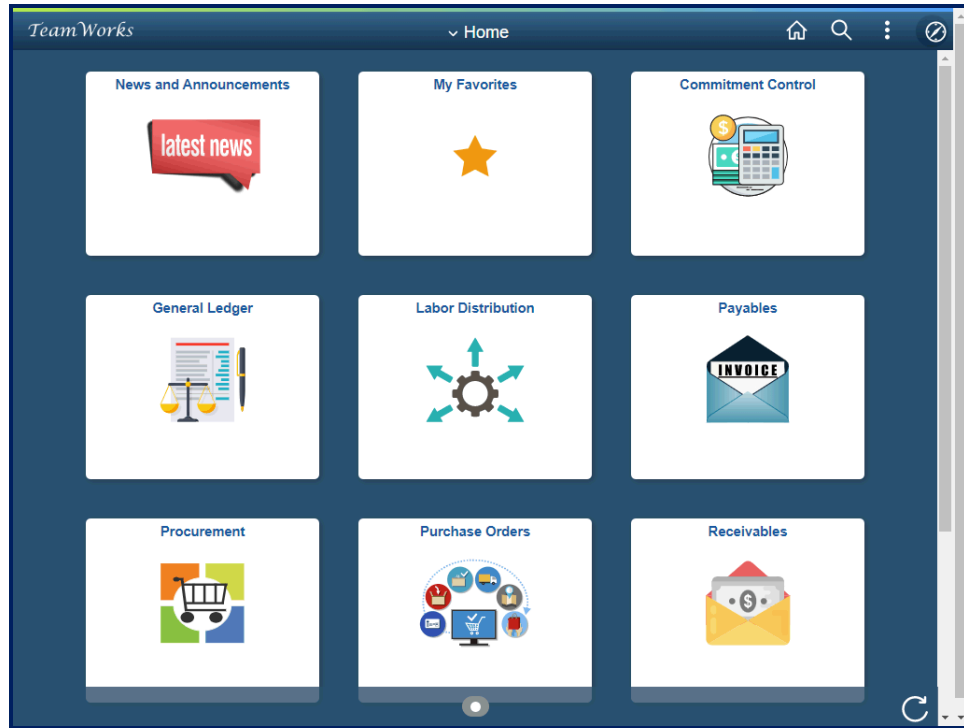 TeamWorks
Home
News and Announcements
My Favorites
Commitment Control
latest news
General Ledger
Labor Distribution
Payables
INVOICE
Procurement
Purchase Orders
Receivables